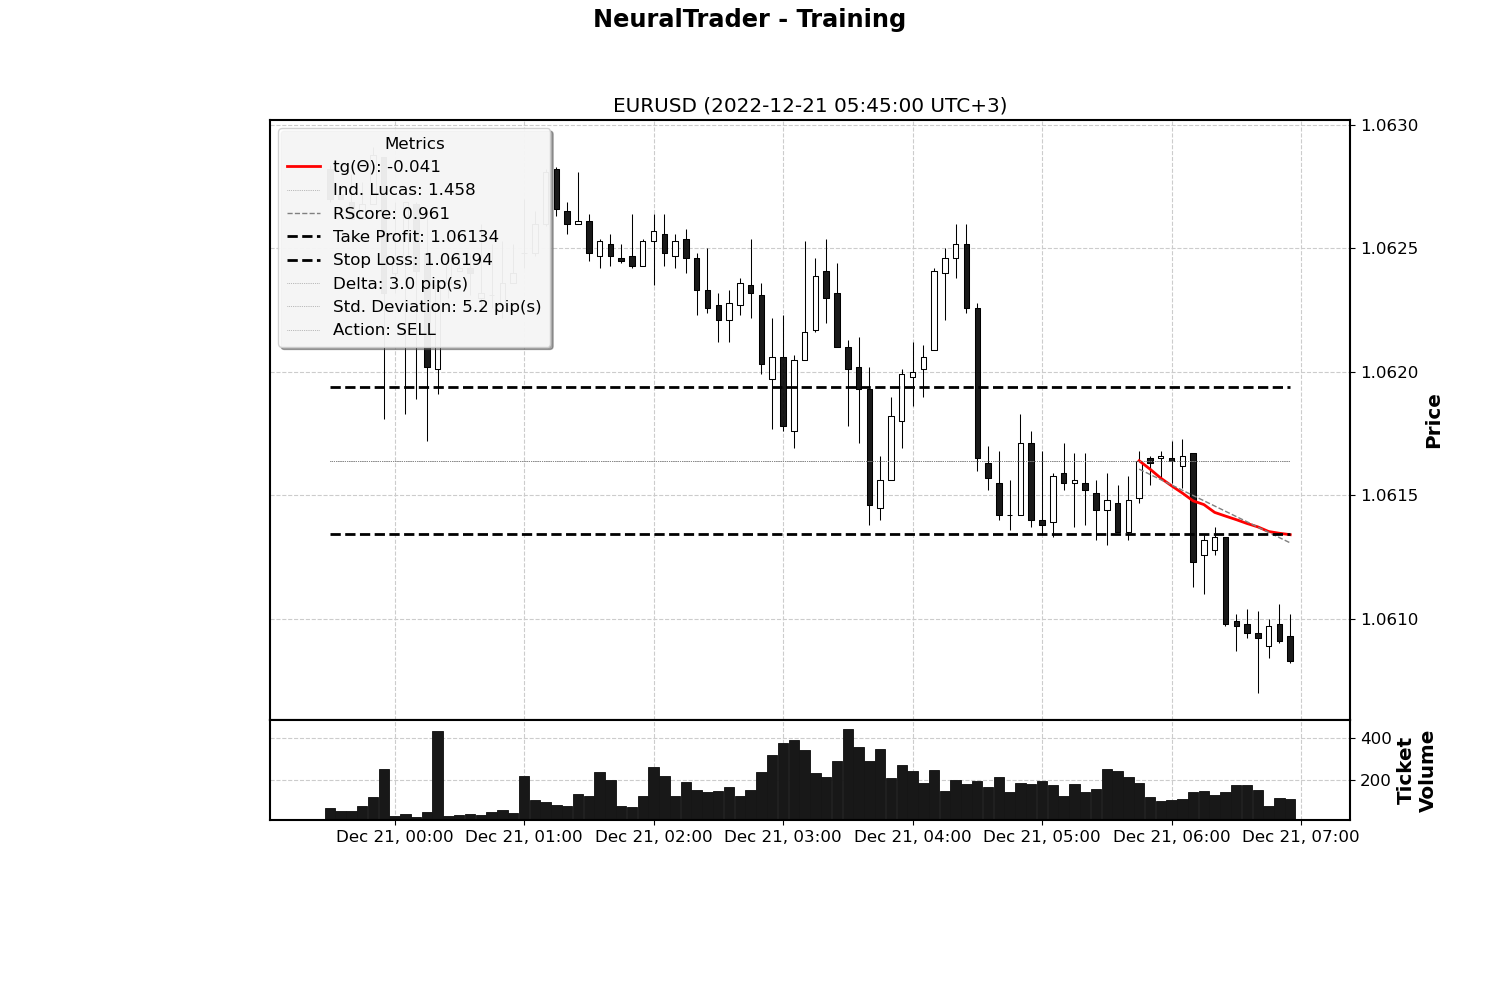 NeuralTrader - Training
EURUSD (2022-12-21 05:45:00 UTC+3)
Metrics
tg(Θ): -0.041
Ind. Lucas: 1.458
RScore: 0.961
Take Profit: 1.06134
Stop Loss: 1.06194
Delta: 3.0 pip(s)
Std. Deviation: 5.2 pip(s)
Action: SELL
1.0630
1.0625
1.0620
1.0615
1.0610
Price
400
200
Ticket
Volume
Dec 21, 00:00 Dec 21, 01:00 Dec 21, 02:00 Dec 21, 03:00 Dec 21, 04:00 Dec 21, 05:00 Dec 21, 06:00 Dec 21, 07:00